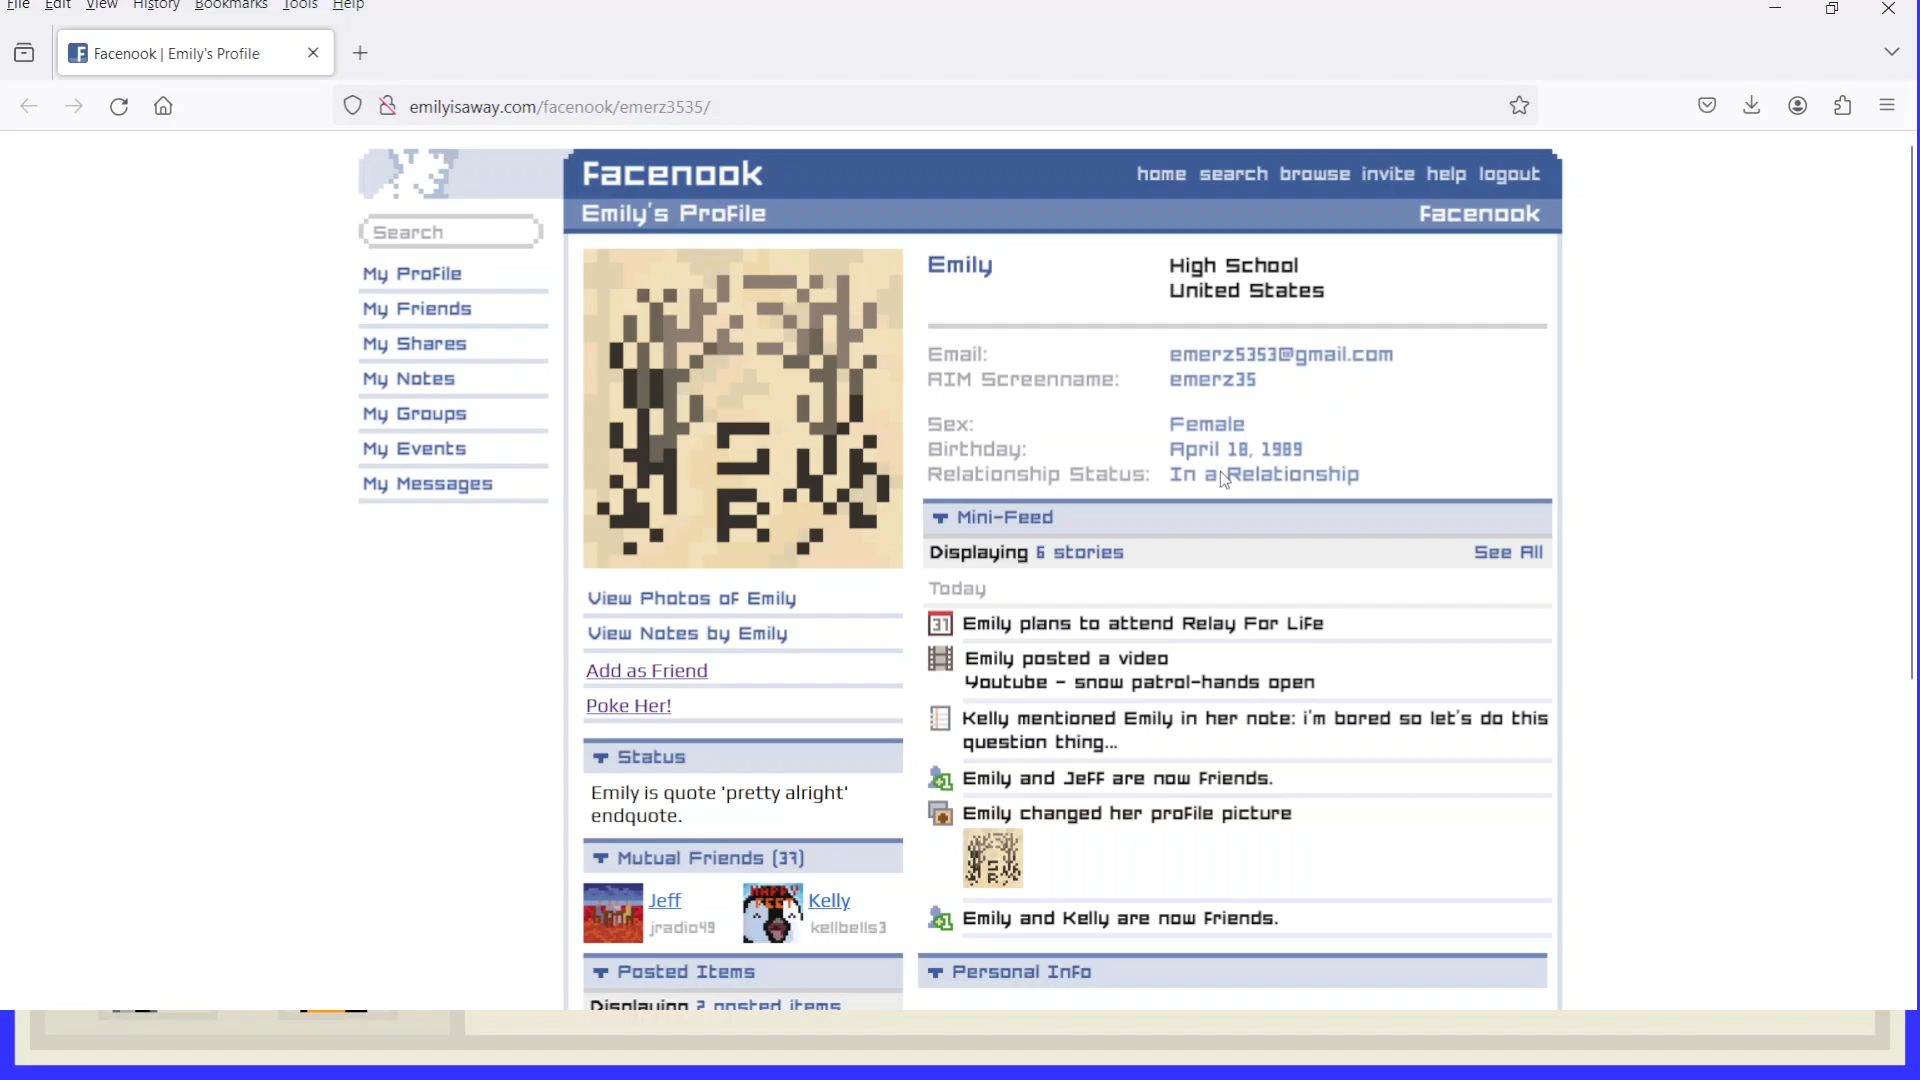 File Edit View History Bookmarks Tools Help
Facenook | Emily's Profile
emilyisaway.com/facenook/emerz3535/
Facenook
home search browse invite help logout
Emily's Profile
Facenook
Search
My Profile
My Friends
My Shares
My Notes
My Groups
My Events
My Messages
View Photos of Emily
View Notes by Emily
Add as Friend
Poke Her!
Status
Emily is quote 'pretty alright'
endquote.
Mutual Friends (37)
Jeff
jradio49
HAPPY
FEET
Kelly
kellbells3
Posted Items
Displaying 2 posted items
Emily
High School
United States
Email: emerz5353@gmail.com
AIM Screenname: emerz35
Sex: Female
Birthday: April 18, 1989
Relationship Status: In a Relationship
Mini-Feed
Displaying 6 stories
See All
Today
31 Emily plans to attend Relay For Life
Emily posted a video
Youtube - snow patrol-hands open
Kelly mentioned Emily in her note: i'm bored so let's do this
question thing...
Emily and Jeff are now friends.
Emily changed her profile picture
Emily and Kelly are now friends.
Personal Info